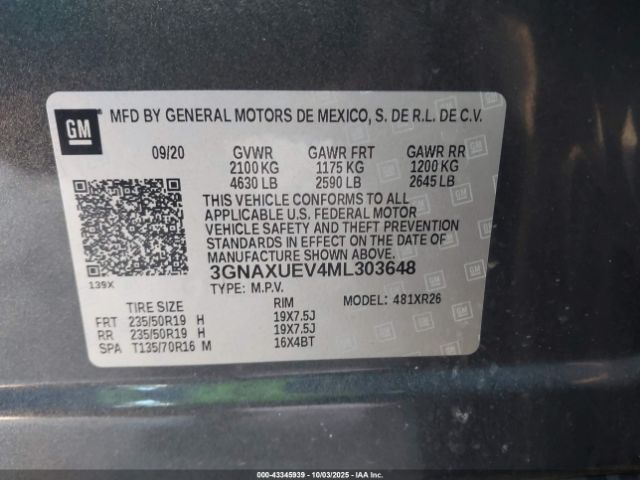 GM
MFD BY GENERAL MOTORS DE MEXICO, S. DE R.L. DE C.V.
09/20 GVWR GAWR FRT GAWR RR
2100 KG 1175 KG 1200 KG
4630 LB 2590 LB 2645 LB
THIS VEHICLE CONFORMS TO ALL
APPLICABLE U.S. FEDERAL MOTOR
VEHICLE SAFETY AND THEFT PREVENTION
STANDARDS IN EFFECT ON THE DATE OF
MANUFACTURE SHOWN ABOVE.
139X
3GNAXUEV4ML303648
TYPE: M.P.V. MODEL: 481XR26
TIRE SIZE RIM
FRT 235/50R19 H 19X7.5J
RR 235/50R19 H 19X7.5J
SPA T135/70R16 M 16X4BT
000-43345939 - 10/03/2025 - IAA Inc.